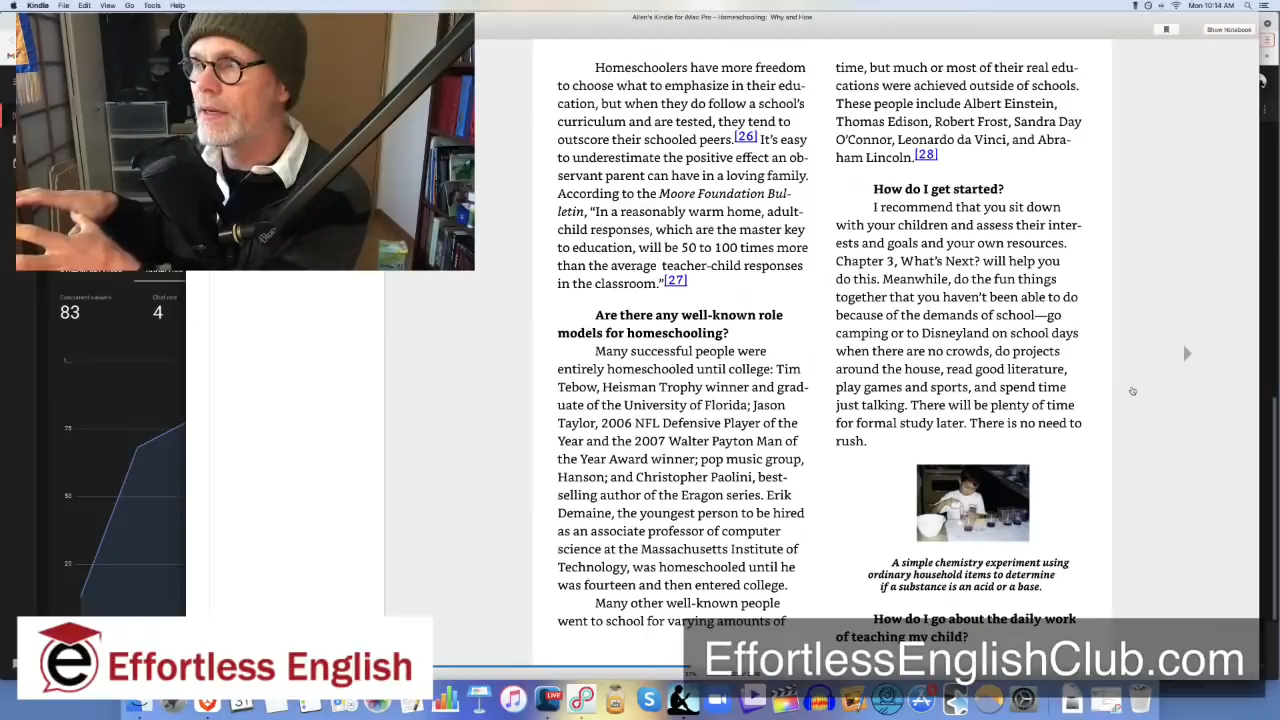 Kindle File Edit View Go Tools Help
Mon 10:14 AM
Allen's Kindle for iMac Pro - Homeschooling: Why and How
Show Notebook
Homeschoolers have more freedom
to choose what to emphasize in their edu-
cation, but when they do follow a school's
curriculum and are tested, they tend to
outscore their schooled peers.[26] It's easy
to underestimate the positive effect an ob-
servant parent can have in a loving family.
According to the Moore Foundation Bul-
letin, "In a reasonably warm home, adult-
child responses, which are the master key
to education, will be 50 to 100 times more
than the average teacher-child responses
in the classroom."[27]
Are there any well-known role
models for homeschooling?
Many successful people were
entirely homeschooled until college: Tim
Tebow, Heisman Trophy winner and grad-
uate of the University of Florida; Jason
Taylor, 2006 NFL Defensive Player of the
Year and the 2007 Walter Payton Man of
the Year Award winner; pop music group,
Hanson; and Christopher Paolini, best-
selling author of the Eragon series. Erik
Demaine, the youngest person to be hired
as an associate professor of computer
science at the Massachusetts Institute of
Technology, was homeschooled until he
was fourteen and then entered college.
Many other well-known people
went to school for varying amounts of
time, but much or most of their real edu-
cations were achieved outside of schools.
These people include Albert Einstein,
Thomas Edison, Robert Frost, Sandra Day
O'Connor, Leonardo da Vinci, and Abra-
ham Lincoln.[28]
How do I get started?
I recommend that you sit down
with your children and assess their inter-
ests and goals and your own resources.
Chapter 3, What's Next? will help you
do this. Meanwhile, do the fun things
together that you haven't been able to do
because of the demands of school—go
camping or to Disneyland on school days
when there are no crowds, do projects
around the house, read good literature,
play games and sports, and spend time
just talking. There will be plenty of time
for formal study later. There is no need to
rush.
A simple chemistry experiment using
ordinary household items to determine
if a substance is an acid or a base.
How do I go about the daily work
of teaching my child?
Concurrent viewers
83
Chat rate
4
75
50
25
Effortless English
EffortlessEnglishClub.com